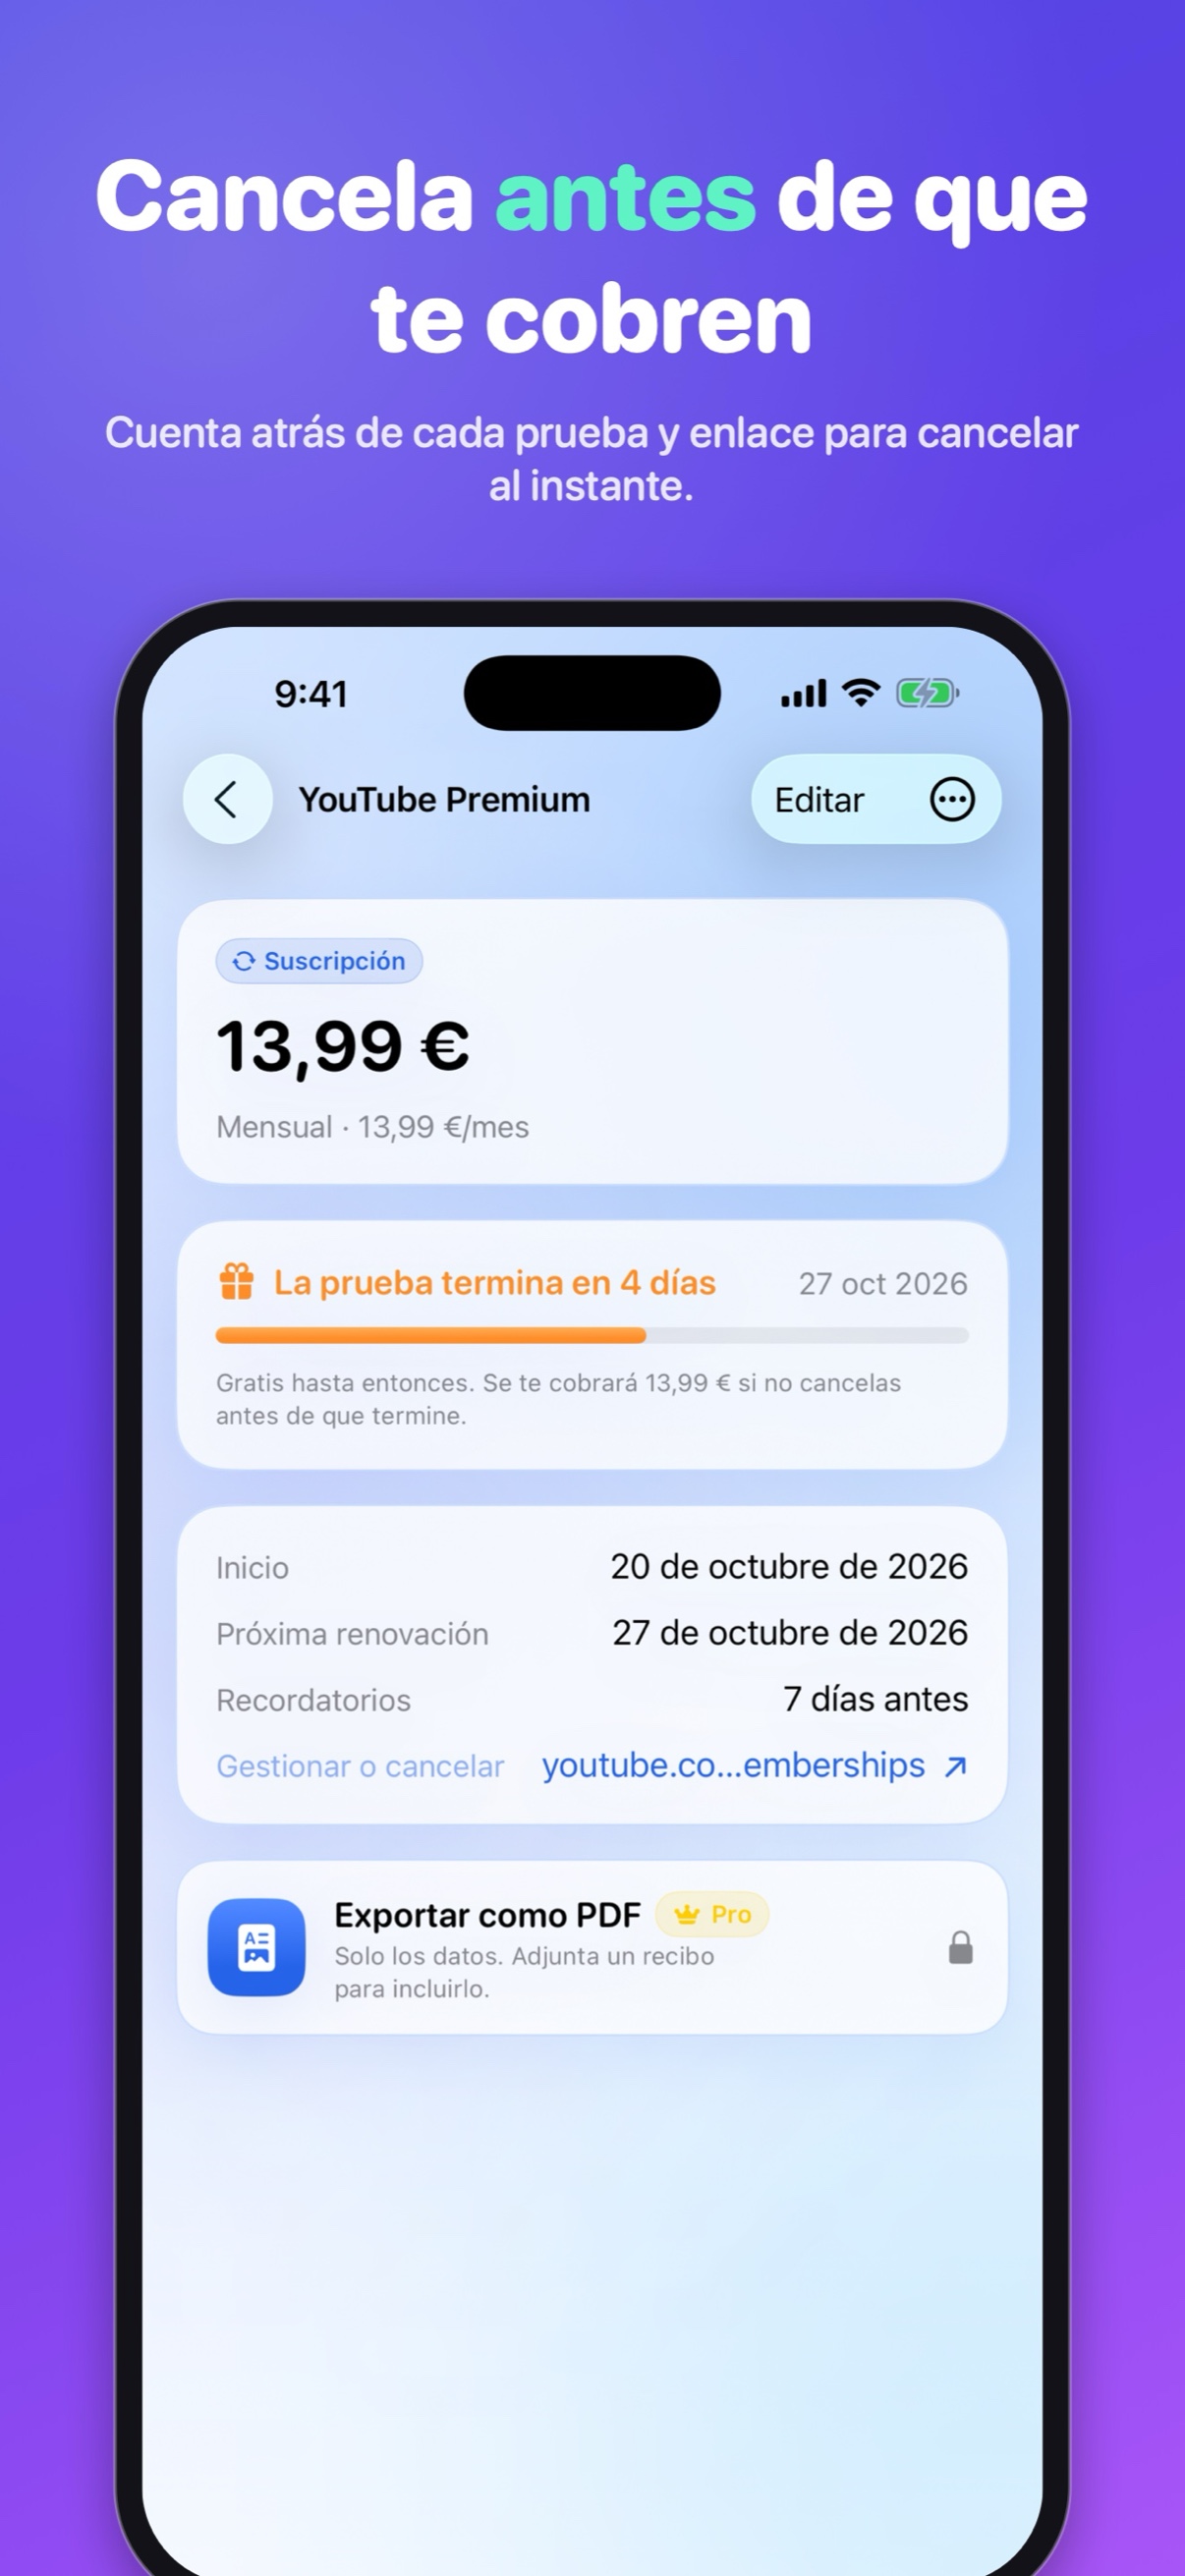 Cancela antes de que
te cobren
Cuenta atrás de cada prueba y enlace para cancelar
al instante.
9:41
YouTube Premium
Editar
Suscripción
13,99 €
Mensual · 13,99 €/mes
La prueba termina en 4 días
27 oct 2026
Gratis hasta entonces. Se te cobrará 13,99 € si no cancelas
antes de que termine.
Inicio 20 de octubre de 2026
Próxima renovación 27 de octubre de 2026
Recordatorios 7 días antes
Gestionar o cancelar youtube.co...emberships
Exportar como PDF Pro
Solo los datos. Adjunta un recibo
para incluirlo.